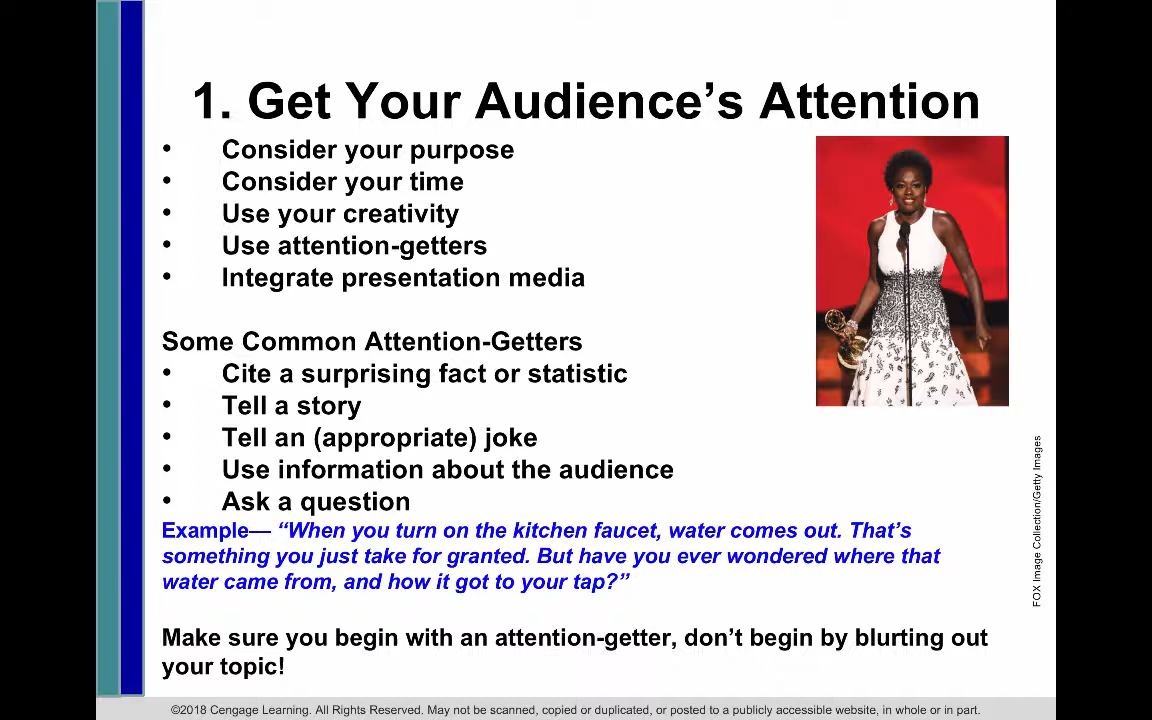 1. Get Your Audience’s Attention
• Consider your purpose
• Consider your time
• Use your creativity
• Use attention-getters
• Integrate presentation media
Some Common Attention-Getters
• Cite a surprising fact or statistic
• Tell a story
• Tell an (appropriate) joke
• Use information about the audience
• Ask a question
Example— “When you turn on the kitchen faucet, water comes out. That’s
something you just take for granted. But have you ever wondered where that
water came from, and how it got to your tap?”
Make sure you begin with an attention-getter, don’t begin by blurting out
your topic!
FOX Image Collection/Getty Images
©2018 Cengage Learning. All Rights Reserved. May not be scanned, copied or duplicated, or posted to a publicly accessible website, in whole or in part.